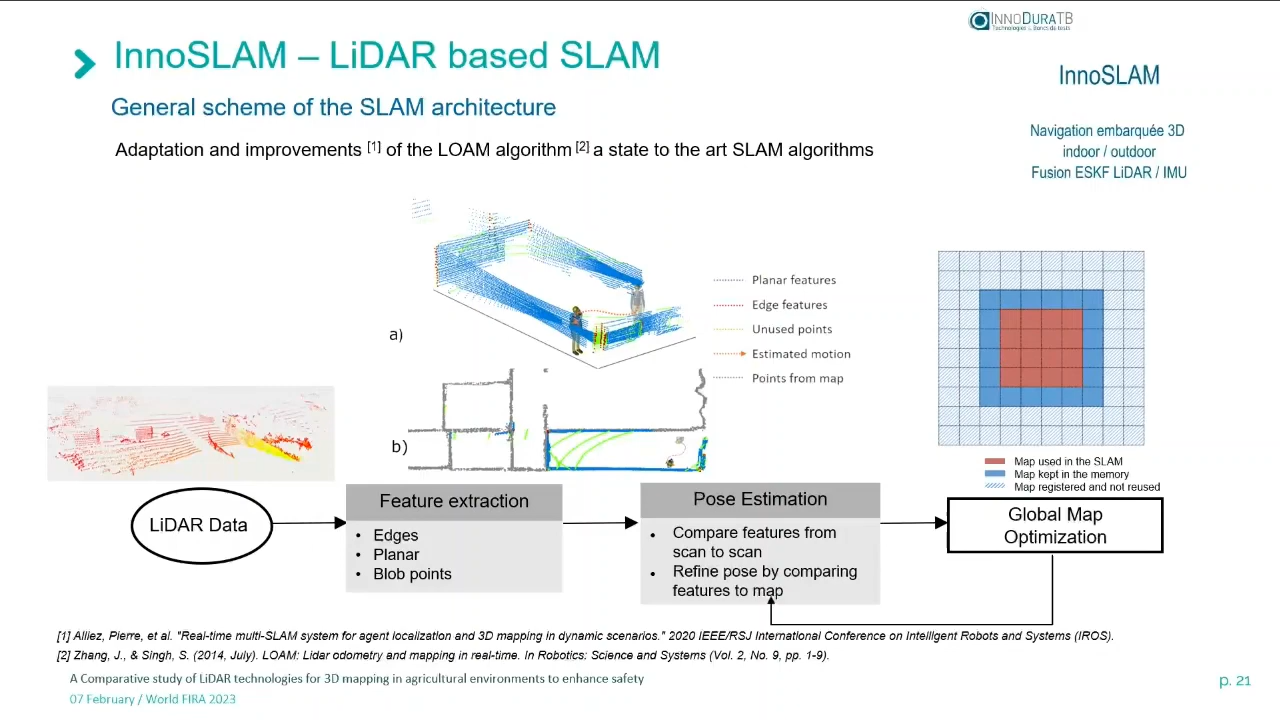 INNODURATB
Technologies & Bancs de tests
InnoSLAM – LiDAR based SLAM
InnoSLAM
General scheme of the SLAM architecture
Navigation embarquée 3D
indoor / outdoor
Fusion ESKF LiDAR / IMU
Adaptation and improvements [1] of the LOAM algorithm [2] a state to the art SLAM algorithms
a)
Planar features
Edge features
Unused points
Estimated motion
Points from map
b)
Map used in the SLAM
Map kept in the memory
Map registered and not reused
LiDAR Data
Feature extraction
• Edges
• Planar
• Blob points
Pose Estimation
• Compare features from
scan to scan
• Refine pose by comparing
features to map
Global Map
Optimization
[1] Alliez, Pierre, et al. "Real-time multi-SLAM system for agent localization and 3D mapping in dynamic scenarios." 2020 IEEE/RSJ International Conference on Intelligent Robots and Systems (IROS).
[2] Zhang, J., & Singh, S. (2014, July). LOAM: Lidar odometry and mapping in real-time. In Robotics: Science and Systems (Vol. 2, No. 9, pp. 1-9).
A Comparative study of LiDAR technologies for 3D mapping in agricultural environments to enhance safety
07 February / World FIRA 2023
p. 21